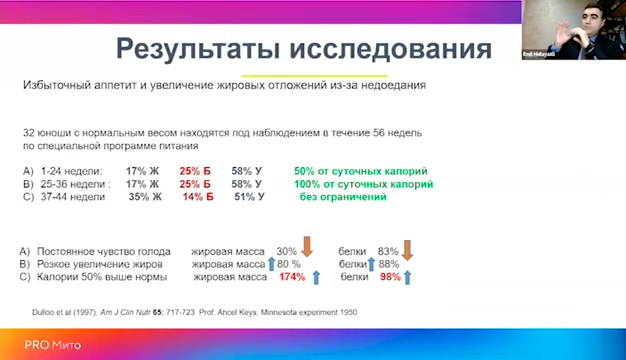 Результаты исследования
Emil Hidayatli
Избыточный аппетит и увеличение жировых отложений из-за недоедания
32 юноши с нормальным весом находятся под наблюдением в течение 56 недель
по специальной программе питания
А) 1-24 недели : 17% Ж 25% Б 58% У 50% от суточных калорий
В) 25-36 недели : 17% Ж 25% Б 58% У 100% от суточных калорий
С) 37-44 недели 35% Ж 14% Б 51% У без ограничений
А) Постоянное чувство голода жировая масса 30% белки 83%
В) Резкое увеличение жиров жировая масса 80 % белки 88%
С) Калории 50% выше нормы жировая масса 174% белки 98%
Dulloo et al (1997), Am J Clin Nutr 65: 717-723 Prof. Ancel Keys, Minnesota experiment 1950
PRO Мито